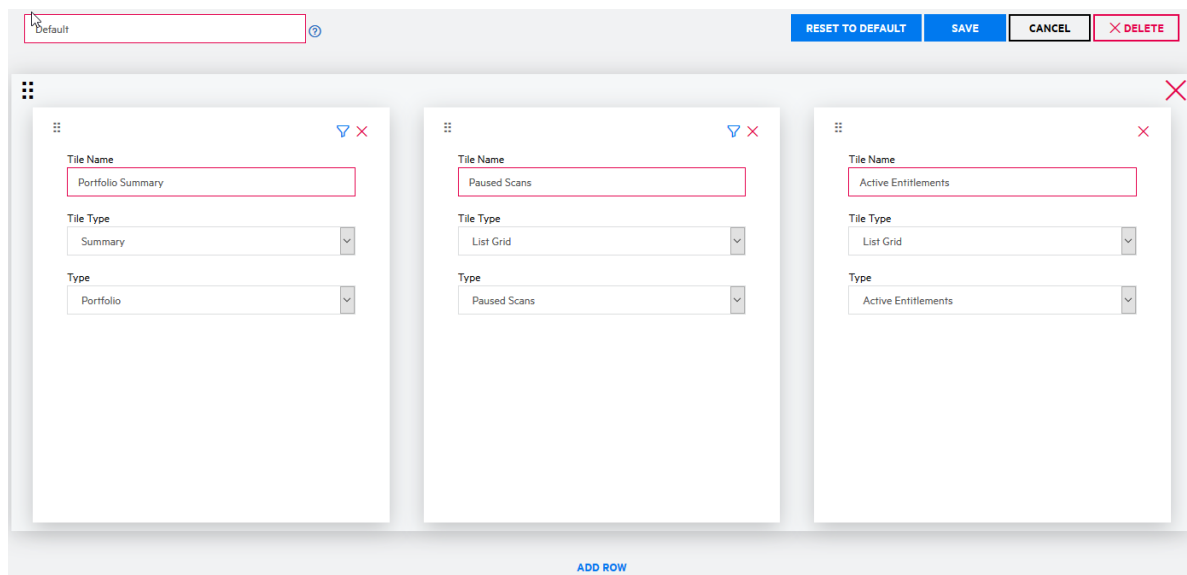 Default
RESET TO DEFAULT SAVE CANCEL DELETE
Tile Name Tile Name Tile Name
Portfolio Summary Paused Scans Active Entitlements
Tile Type Tile Type Tile Type
Summary List Grid List Grid
Type Type Type
Portfolio Paused Scans Active Entitlements
ADD ROW